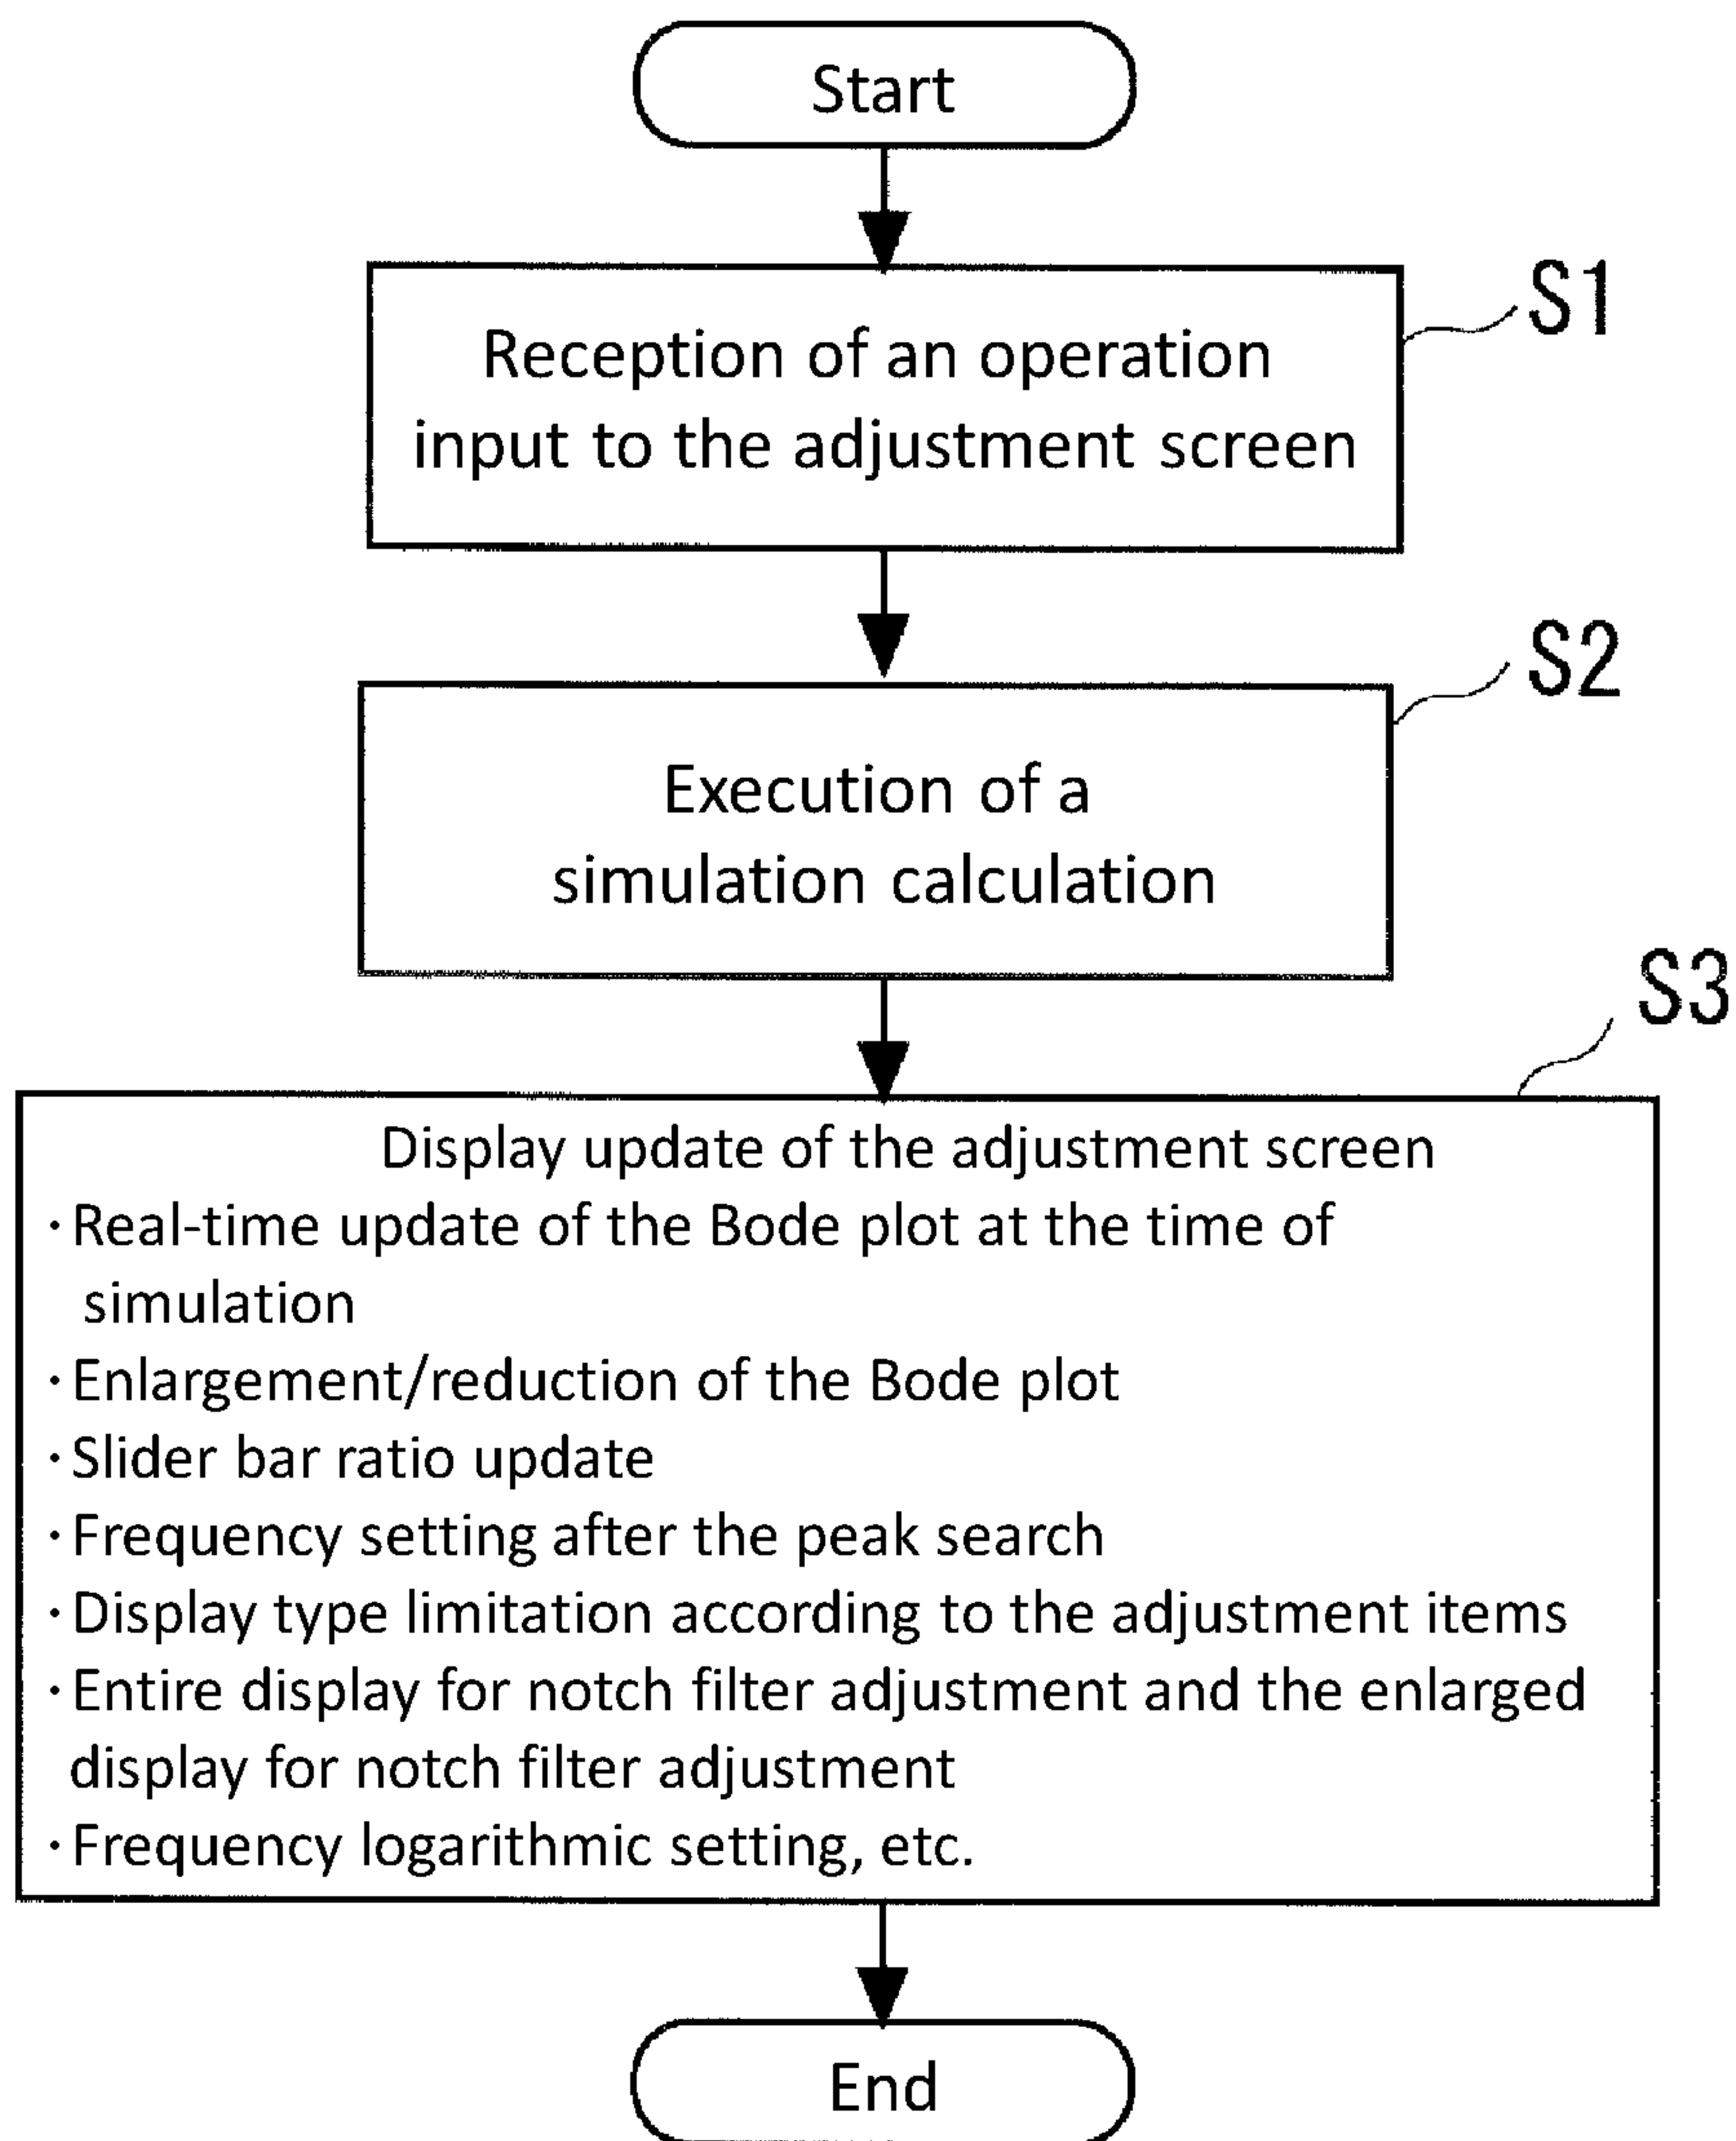 Start
Reception of an operation
input to the adjustment screen
S1
Execution of a
simulation calculation
S2
S3
Display update of the adjustment screen
・Real-time update of the Bode plot at the time of
simulation
・Enlargement/reduction of the Bode plot
・Slider bar ratio update
・Frequency setting after the peak search
・Display type limitation according to the adjustment items
・Entire display for notch filter adjustment and the enlarged
display for notch filter adjustment
・Frequency logarithmic setting, etc.
End